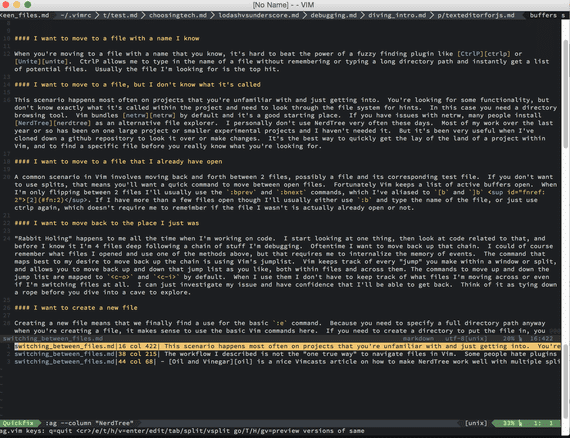 [No Name] - - VIM
<een_files.md ~/.vimrc t/test.md choosingtech.md lodashvsunderscore.md debugging.md diving_intro.md p/texteditorforjs.md buffers
#### I want to move to a file with a name I know
When you're moving to a file with a name that you know, it's hard to beat the power of a fuzzy finding plugin like [CtrlP][ctrlp] or
[Unite][unite]. CtrlP allows me to type in the name of a file without remembering or typing a long directory path and instantly get a list
of potential files. Usually the file I'm looking for is the top hit.
#### I want to move to a file, but I don't know what it's called
This scenario happens most often on projects that you're unfamiliar with and just getting into. You're looking for some functionality, but
don't know exactly what it's called within the project and need to look through the file system for hints. In this case you need a directory
browsing tool. Vim bundles [netrw][netrw] by default and it's a good starting place. If you have issues with netrw, many people install
[NerdTree][nerdtree] as an alternative file explorer. I personally don't use NerdTree very often these days. Most of my work over the last
year or so has been on one large project or smaller experimental projects and I haven't needed it. But it's been very useful when I've
cloned down a github repository to look into an issue or make changes. It's the best way to quickly get the lay of the land of a project within
Vim, and to find a specific file before you really know what you're looking for.
#### I want to move to a file that I already have open
A common scenario in Vim involves moving back and forth between 2 files, possibly a file and its corresponding test file. If you don't want
to use splits, that means you'll want a quick command to move between open files. Fortunately Vim keeps a list of active buffers open. When
I'm only flipping between 2 files I'll usually use the `:bprev` and `:bnext` commands, which I've aliased to `[b` and `]b` <sup id="fnref:
2">[2](#fn:2)</sup>. If I have more than a few files open though I'll usually either use `:b` and type the name of the file, or just use
ctrlp again, which doesn't require me to remember if the file I want is actually already open or not.
#### I want to move back to the place I just was
"Rabbit Holing" happens to me all the time when I'm working on code. I start looking at one thing, then look at code related to that, and
before I know it I'm 4 files deep following a chain of stuff I'm debugging. Oftentime I want to move back up that chain. I could of course
remember what files I opened and use one of the methods above, but that requires me to internalize the memory of events. The command that
maps best to my desire to move back up the chain is using Vim's jumplist. Vim keeps track of every "jump" you make within a window or split,
and allows you to move back up and down that jump list as you like, both within files and across them. The commands to move up and down the
jump list are mapped to `<c-o>` and `<c-i>` by default. When I use them I don't have to keep track of what files I'm moving across or even
if I'm switching files at all. I can just investigate my issue and have confidence that I'll be able to get back. Think of it as tying down
a rope before you dive into a cave to explore.
#### I want to create a new file
Creating a new file means that we finally find a use for the basic `:e` command. Because you need to specify a full directory path anyway
when you're creating a file, it makes sense to use the basic Vim commands here. If you need to create a directory to put the file in, you
switching_between_files.md markdown utf-8[unix] 28% 16:422
switching_between_files.md|16 col 422| This scenario happens most often on projects that you're unfamiliar with and just getting into. You're
switching_between_files.md|38 col 215| The workflow I described is not the "one true way" to navigate files in Vim. Some people hate plugins
switching_between_files.md|44 col 68| - [Oil and Vinegar][oil] is a nice Vimcasts article on how to make NerdTree work well with multiple splits
Quickfix :ag --column "NerdTree" [unix] 33% 1: 1
ag.vim keys: q=quit <cr>/e/t/h/v=enter/edit/tab/split/vsplit go/T/H/gv=preview versions of same